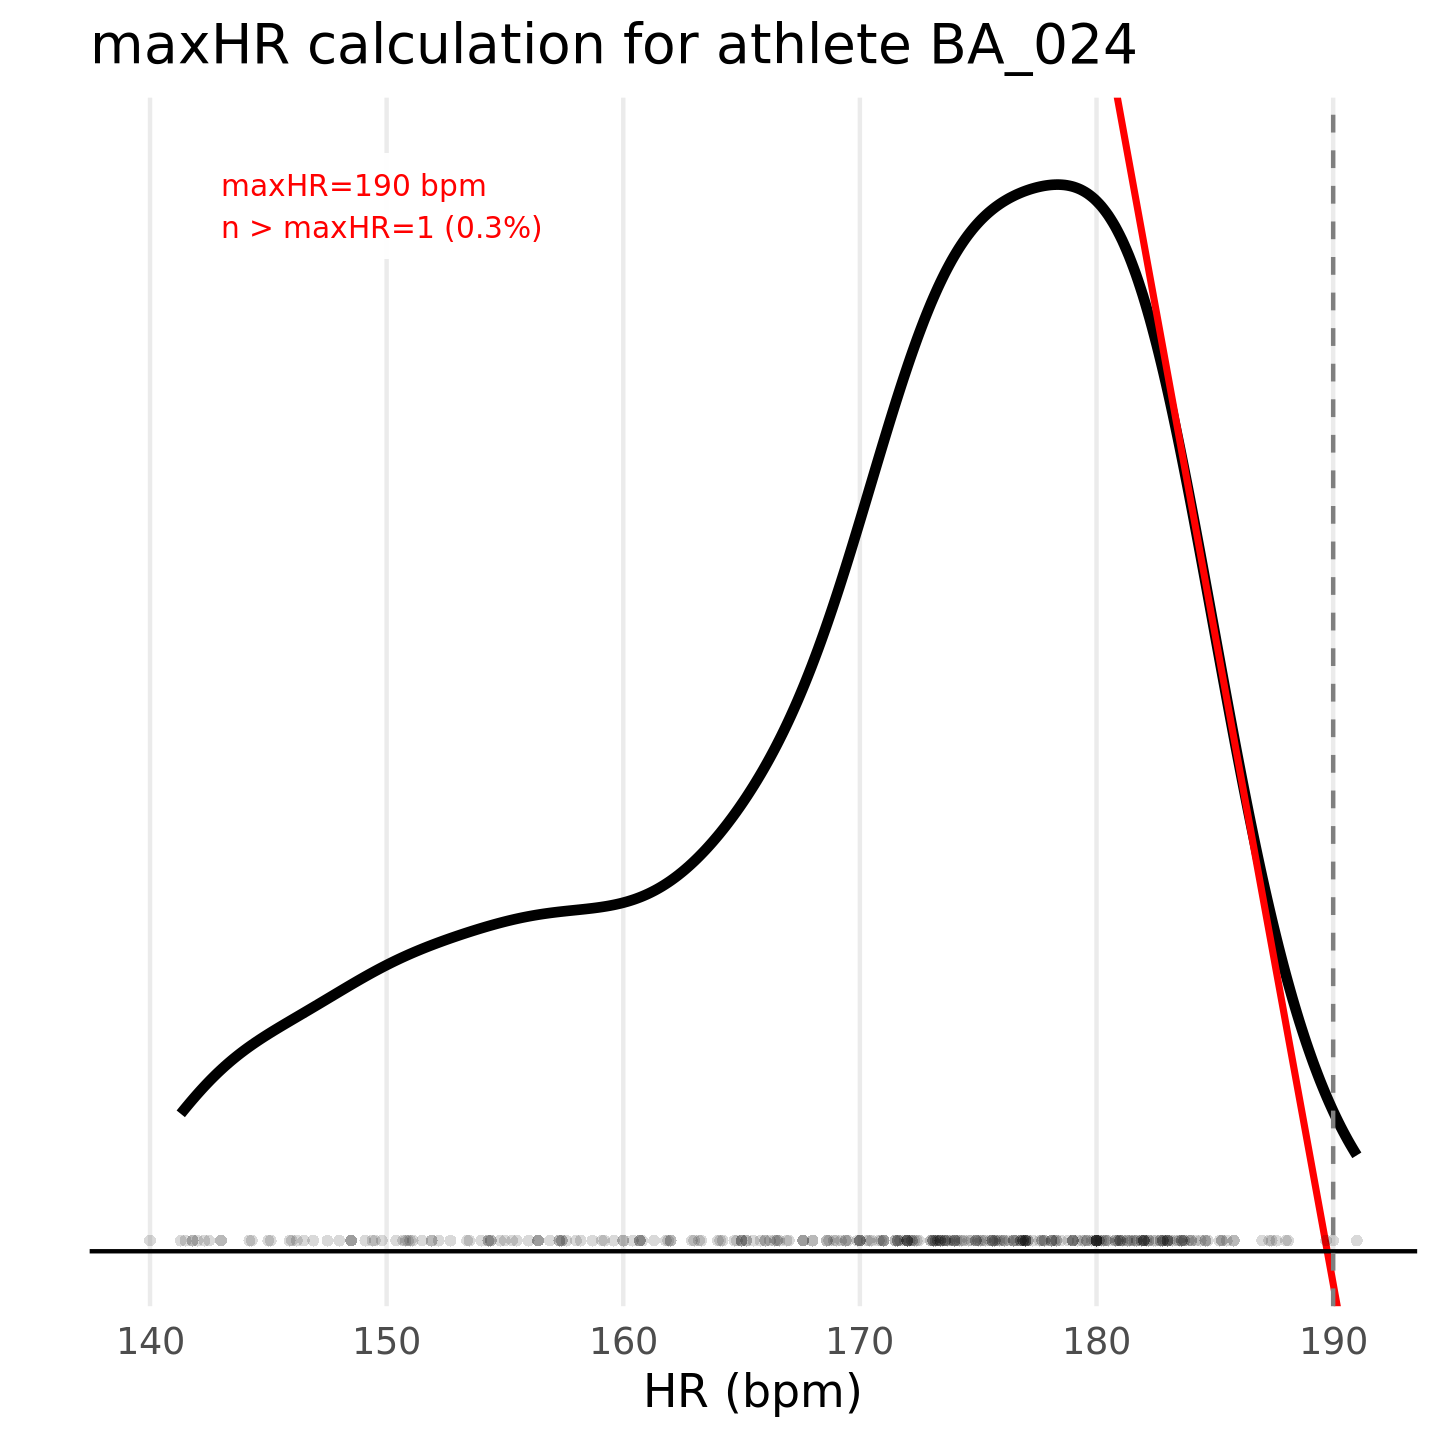 maxHR calculation for athlete BA_024
maxHR=190 bpm
n > maxHR=1 (0.3%)
140 150 160 170 180 190
HR (bpm)